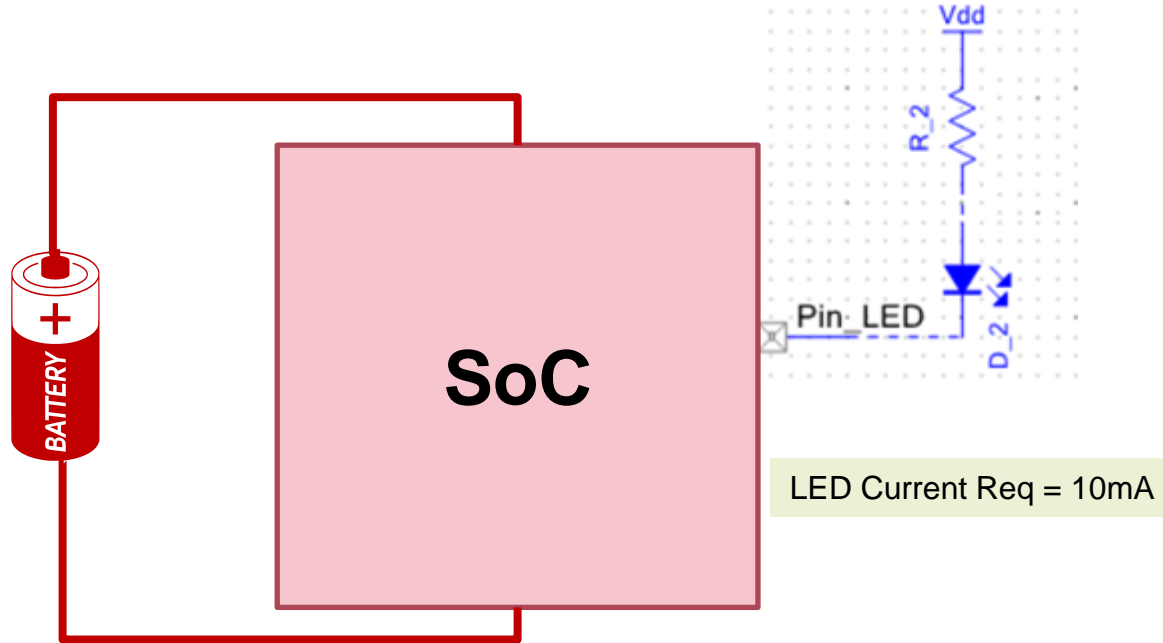 Vdd
R_2
Pin_LED
D_2
+
BATTERY
SoC
LED Current Req = 10mA